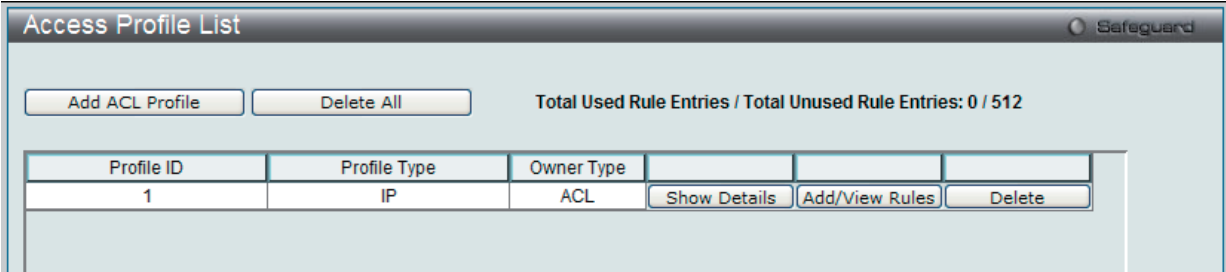 Access Profile List
Safeguard
Add ACL Profile Delete All Total Used Rule Entries / Total Unused Rule Entries: 0 / 512
Profile ID Profile Type Owner Type
1 IP ACL Show Details Add/View Rules Delete